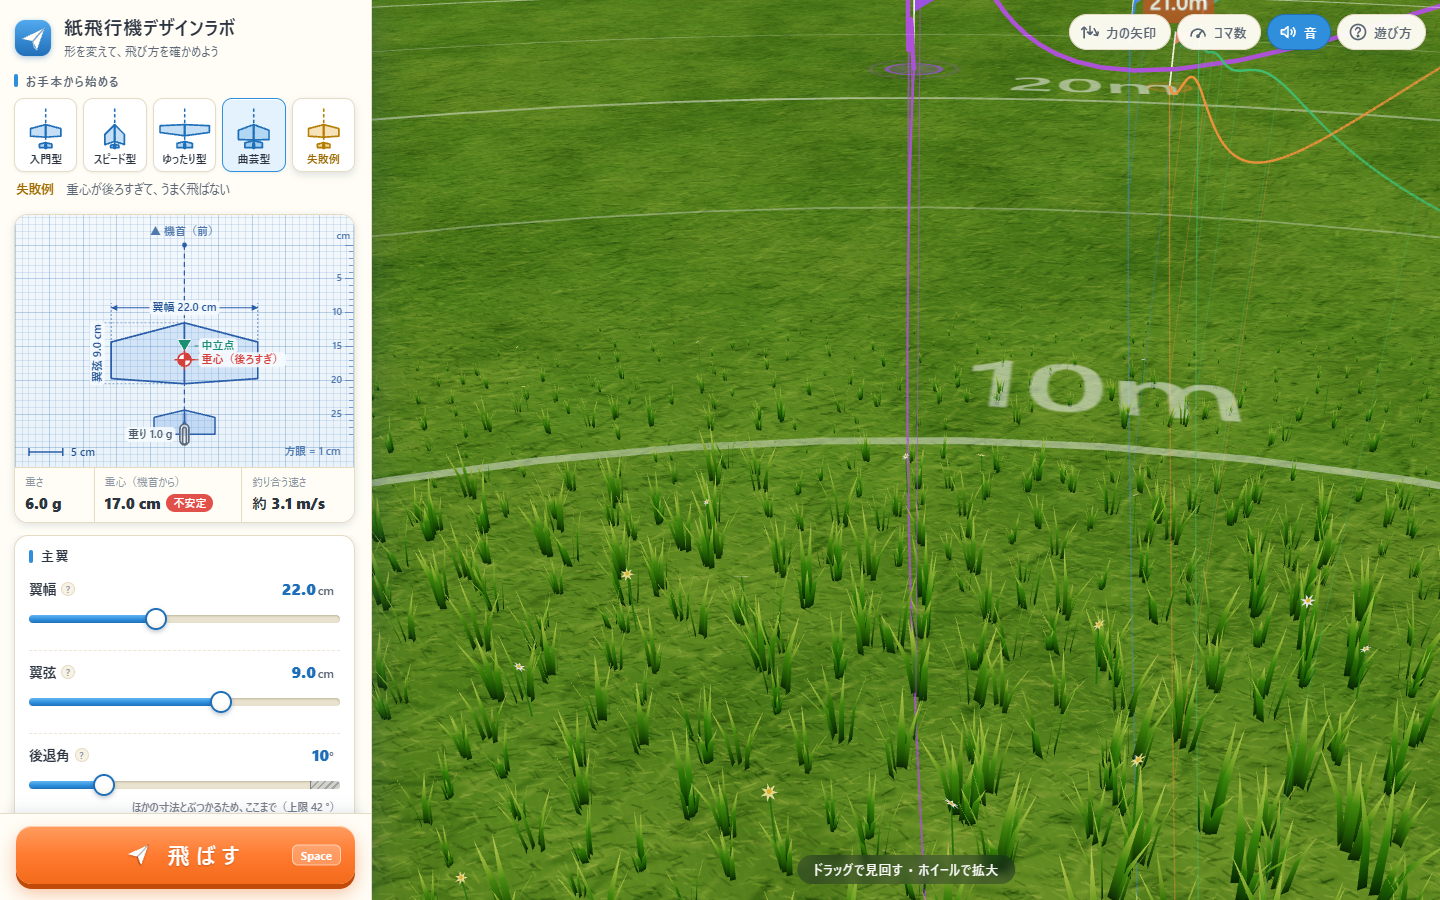 紙飛行機デザインラボ
形を変えて、飛び方を確かめよう
お手本から始める
入門型
スピード型
ゆったり型
曲芸型
失敗例
失敗例 重心が後ろすぎて、うまく飛ばない
▲ 機首（前）
cm
5
10
15
20
25
翼幅 22.0 cm
翼弦 9.0 cm
中立点
重心（後ろすぎ）
重り 1.0 g
5 cm
方眼 = 1 cm
重さ
6.0 g
重心（機首から）
17.0 cm 不安定
釣り合う速さ
約 3.1 m/s
主翼
翼幅 ? 22.0 cm
翼弦 ? 9.0 cm
後退角 ? 10°
ほかの寸法とぶつかるため、ここまで（上限 42 °）
飛ばす Space
21.0m
力の矢印
コマ数
音
遊び方
20m
10m
ドラッグで見回す・ホイールで拡大